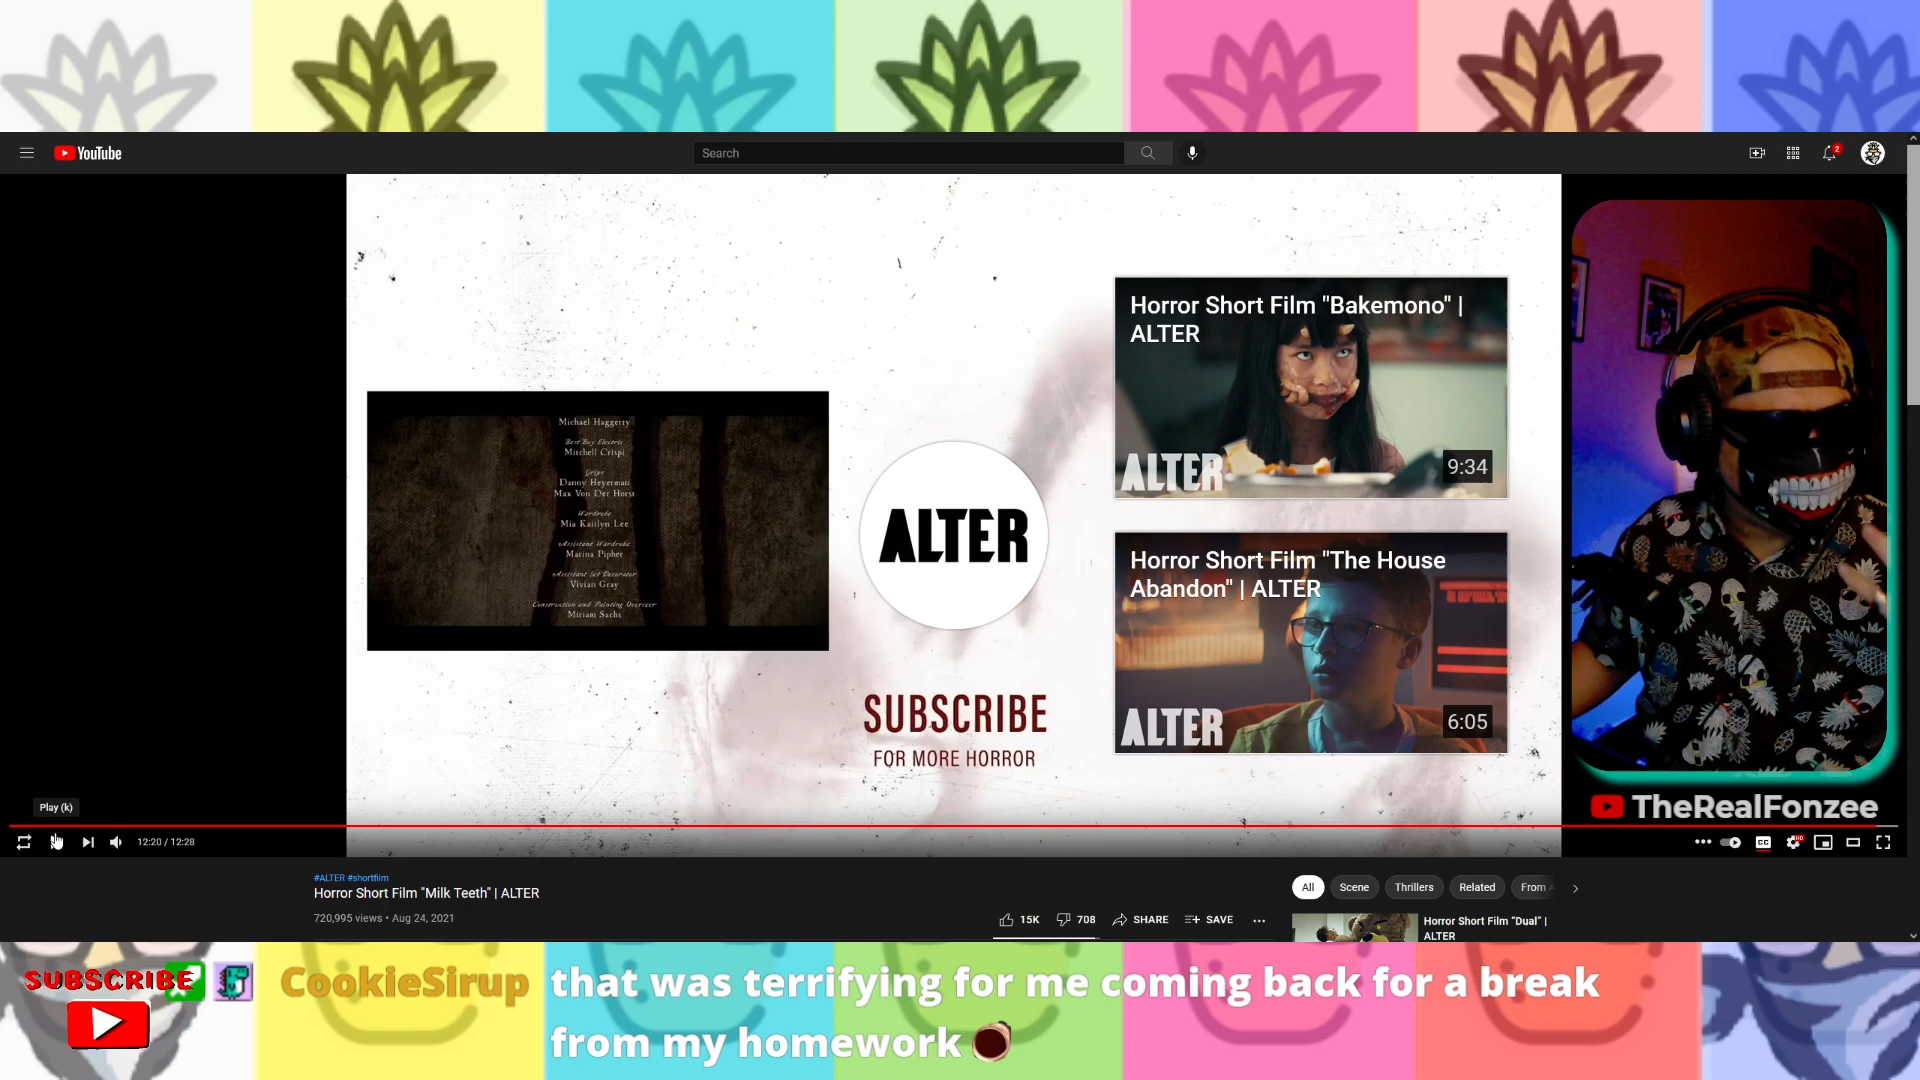 YouTube
Search
2
Horror Short Film "Bakemono" |
ALTER
ALTER
9:34
Michael Haggerty
Best Boy Electric
Mitchell Crispi
Grips
Danny Heyerman
Max Von Der Horst
Wardrobe
Mia Kaitlyn Lee
Assistant Wardrobe
Marina Pipher
Assistant Set Decorator
Vivian Gray
Construction and Painting Overseer
Miriam Sachs
ALTER
Horror Short Film "The House
Abandon" | ALTER
ALTER
6:05
SUBSCRIBE
FOR MORE HORROR
Play (k)
TheRealFonzee
12:20 / 12:28
CC
HD
#ALTER #shortfilm
Horror Short Film "Milk Teeth" | ALTER
720,995 views • Aug 24, 2021
15K
708
SHARE
SAVE
All
Scene
Thrillers
Related
From
Horror Short Film “Dual” |
ALTER
SUBSCRIBE
CookieSirup that was terrifying for me coming back for a break
from my homework